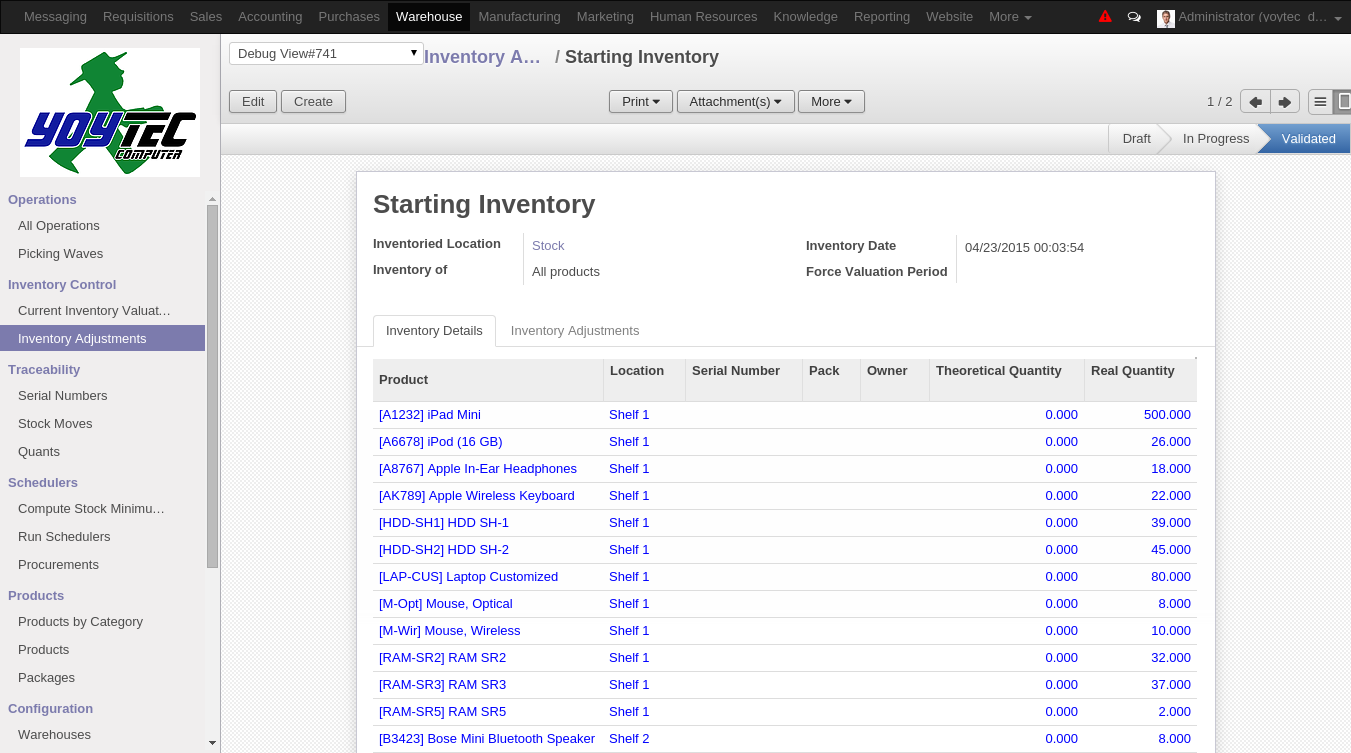 Messaging Requisitions Sales Accounting Purchases Warehouse Manufacturing Marketing Human Resources Knowledge Reporting Website More Administrator (yoytec_d...
YOYTEC
COMPUTER
Debug View#741 Inventory A... / Starting Inventory
Edit Create Print Attachment(s) More 1 / 2
Draft In Progress Validated
Operations
All Operations
Picking Waves
Inventory Control
Current Inventory Valuat...
Inventory Adjustments
Traceability
Serial Numbers
Stock Moves
Quants
Schedulers
Compute Stock Minimu...
Run Schedulers
Procurements
Products
Products by Category
Products
Packages
Configuration
Warehouses
Starting Inventory
Inventoried Location Stock Inventory Date 04/23/2015 00:03:54
Inventory of All products Force Valuation Period
Inventory Details Inventory Adjustments
Product Location Serial Number Pack Owner Theoretical Quantity Real Quantity
[A1232] iPad Mini Shelf 1 0.000 500.000
[A6678] iPod (16 GB) Shelf 1 0.000 26.000
[A8767] Apple In-Ear Headphones Shelf 1 0.000 18.000
[AK789] Apple Wireless Keyboard Shelf 1 0.000 22.000
[HDD-SH1] HDD SH-1 Shelf 1 0.000 39.000
[HDD-SH2] HDD SH-2 Shelf 1 0.000 45.000
[LAP-CUS] Laptop Customized Shelf 1 0.000 80.000
[M-Opt] Mouse, Optical Shelf 1 0.000 8.000
[M-Wir] Mouse, Wireless Shelf 1 0.000 10.000
[RAM-SR2] RAM SR2 Shelf 1 0.000 32.000
[RAM-SR3] RAM SR3 Shelf 1 0.000 37.000
[RAM-SR5] RAM SR5 Shelf 1 0.000 2.000
[B3423] Bose Mini Bluetooth Speaker Shelf 2 0.000 8.000